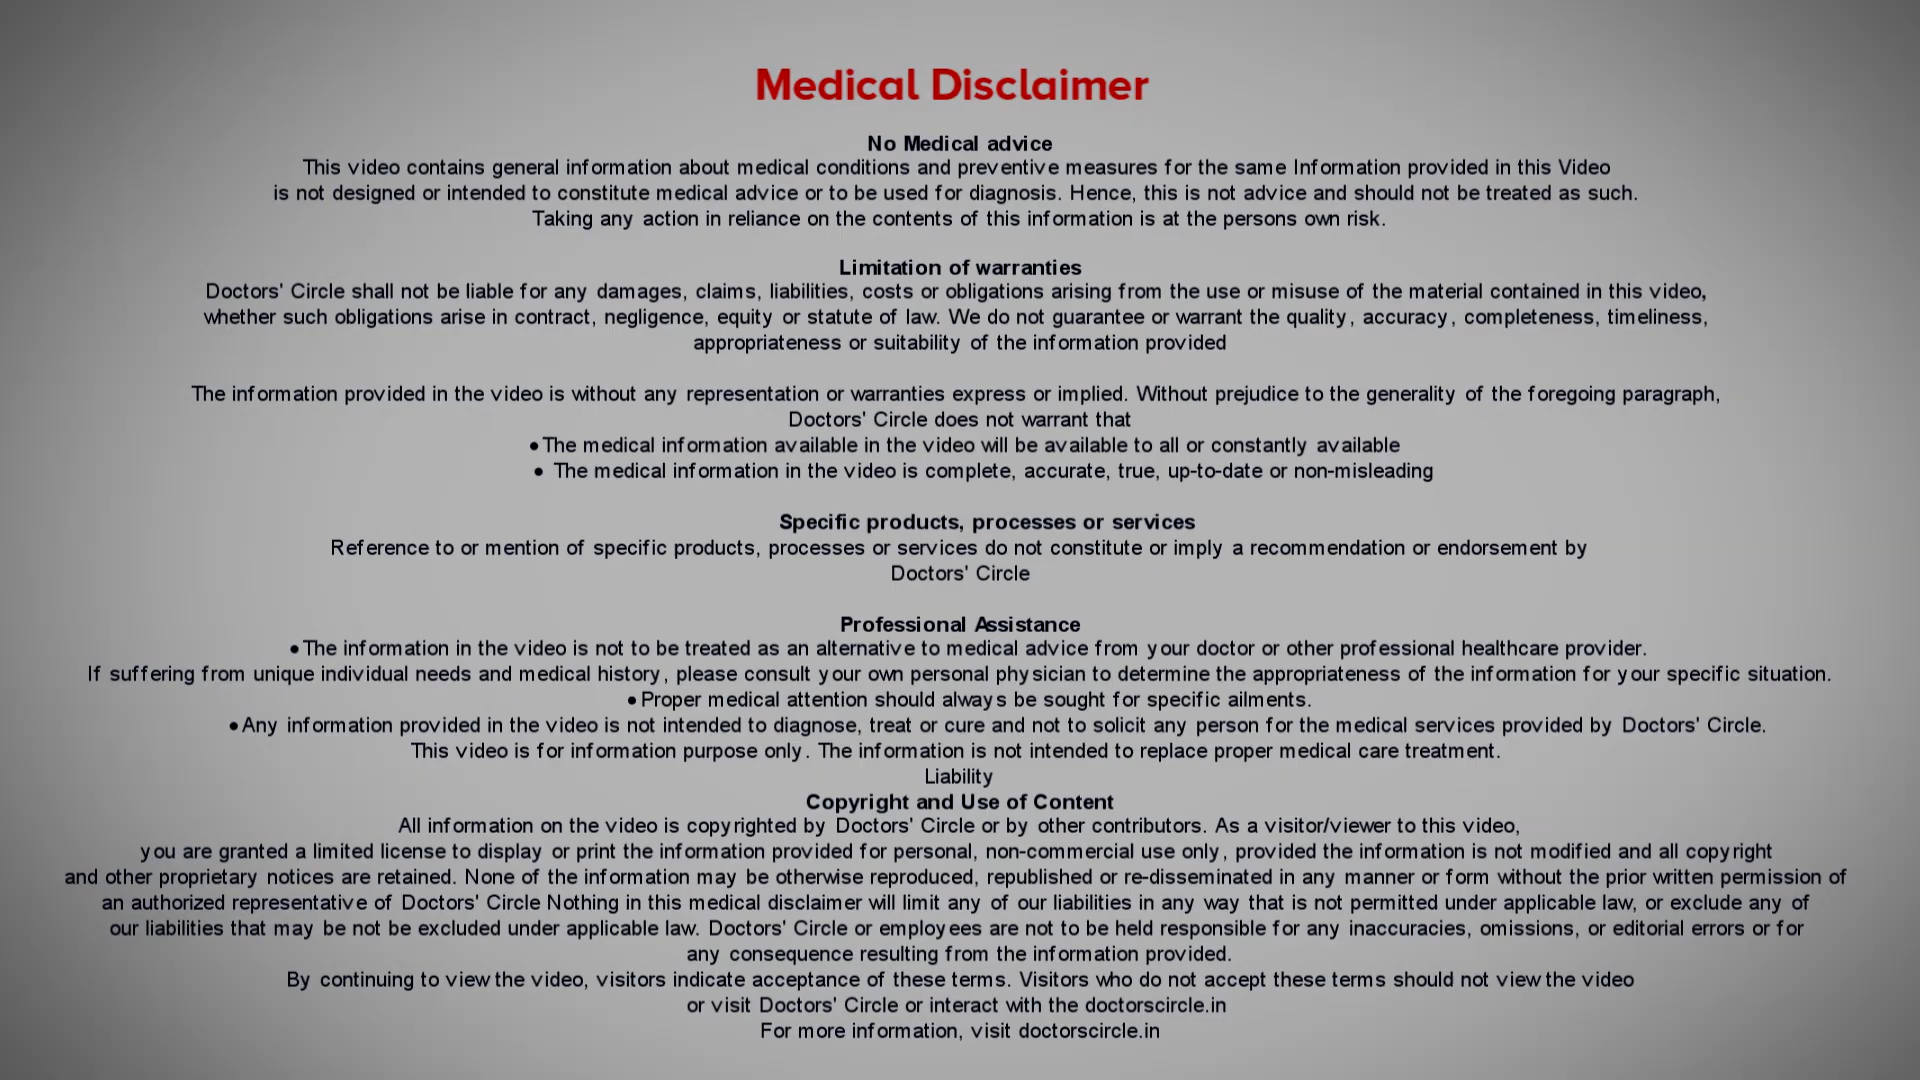 Medical Disclaimer
No Medical advice
This video contains general information about medical conditions and preventive measures for the same Information provided in this Video
is not designed or intended to constitute medical advice or to be used for diagnosis. Hence, this is not advice and should not be treated as such.
Taking any action in reliance on the contents of this information is at the persons own risk.
Limitation of warranties
Doctors' Circle shall not be liable for any damages, claims, liabilities, costs or obligations arising from the use or misuse of the material contained in this video,
whether such obligations arise in contract, negligence, equity or statute of law. We do not guarantee or warrant the quality, accuracy, completeness, timeliness,
appropriateness or suitability of the information provided
The information provided in the video is without any representation or warranties express or implied. Without prejudice to the generality of the foregoing paragraph,
Doctors' Circle does not warrant that
•The medical information available in the video will be available to all or constantly available
• The medical information in the video is complete, accurate, true, up-to-date or non-misleading
Specific products, processes or services
Reference to or mention of specific products, processes or services do not constitute or imply a recommendation or endorsement by
Doctors' Circle
Professional Assistance
•The information in the video is not to be treated as an alternative to medical advice from your doctor or other professional healthcare provider.
If suffering from unique individual needs and medical history, please consult your own personal physician to determine the appropriateness of the information for your specific situation.
•Proper medical attention should always be sought for specific ailments.
•Any information provided in the video is not intended to diagnose, treat or cure and not to solicit any person for the medical services provided by Doctors' Circle.
This video is for information purpose only. The information is not intended to replace proper medical care treatment.
Liability
Copyright and Use of Content
All information on the video is copyrighted by Doctors' Circle or by other contributors. As a visitor/viewer to this video,
you are granted a limited license to display or print the information provided for personal, non-commercial use only, provided the information is not modified and all copyright
and other proprietary notices are retained. None of the information may be otherwise reproduced, republished or re-disseminated in any manner or form without the prior written permission of
an authorized representative of Doctors' Circle Nothing in this medical disclaimer will limit any of our liabilities in any way that is not permitted under applicable law, or exclude any of
our liabilities that may be not be excluded under applicable law. Doctors' Circle or employees are not to be held responsible for any inaccuracies, omissions, or editorial errors or for
any consequence resulting from the information provided.
By continuing to view the video, visitors indicate acceptance of these terms. Visitors who do not accept these terms should not view the video
or visit Doctors' Circle or interact with the doctorscircle.in
For more information, visit doctorscircle.in